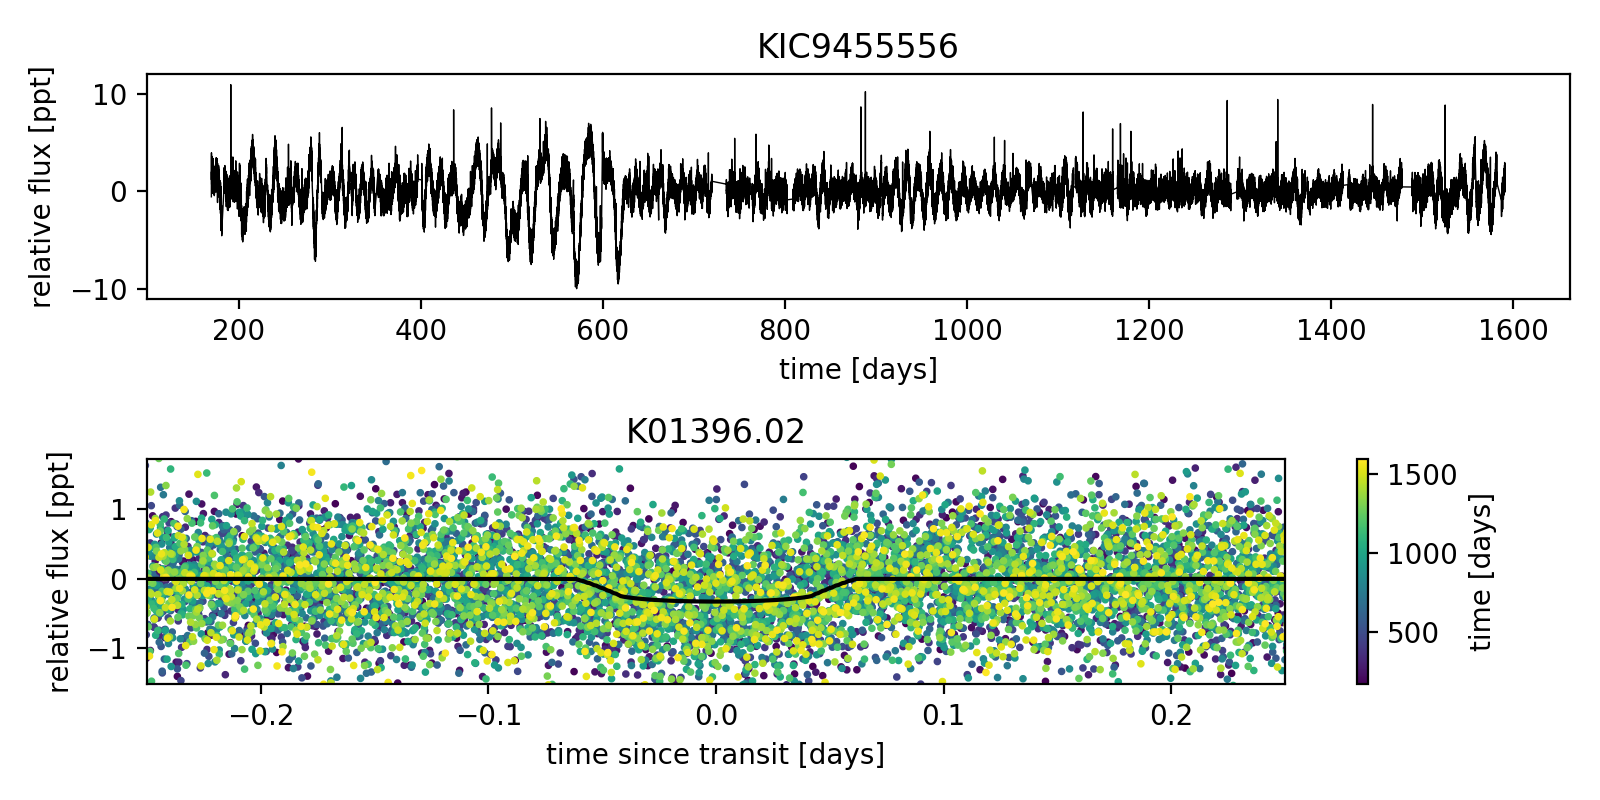 KIC9455556
relative flux [ppt]
10
0
−10
200 400 600 800 1000 1200 1400 1600
time [days]
K01396.02
relative flux [ppt]
1
0
−1
−0.2 −0.1 0.0 0.1 0.2
time since transit [days]
1500
1000
500
time [days]